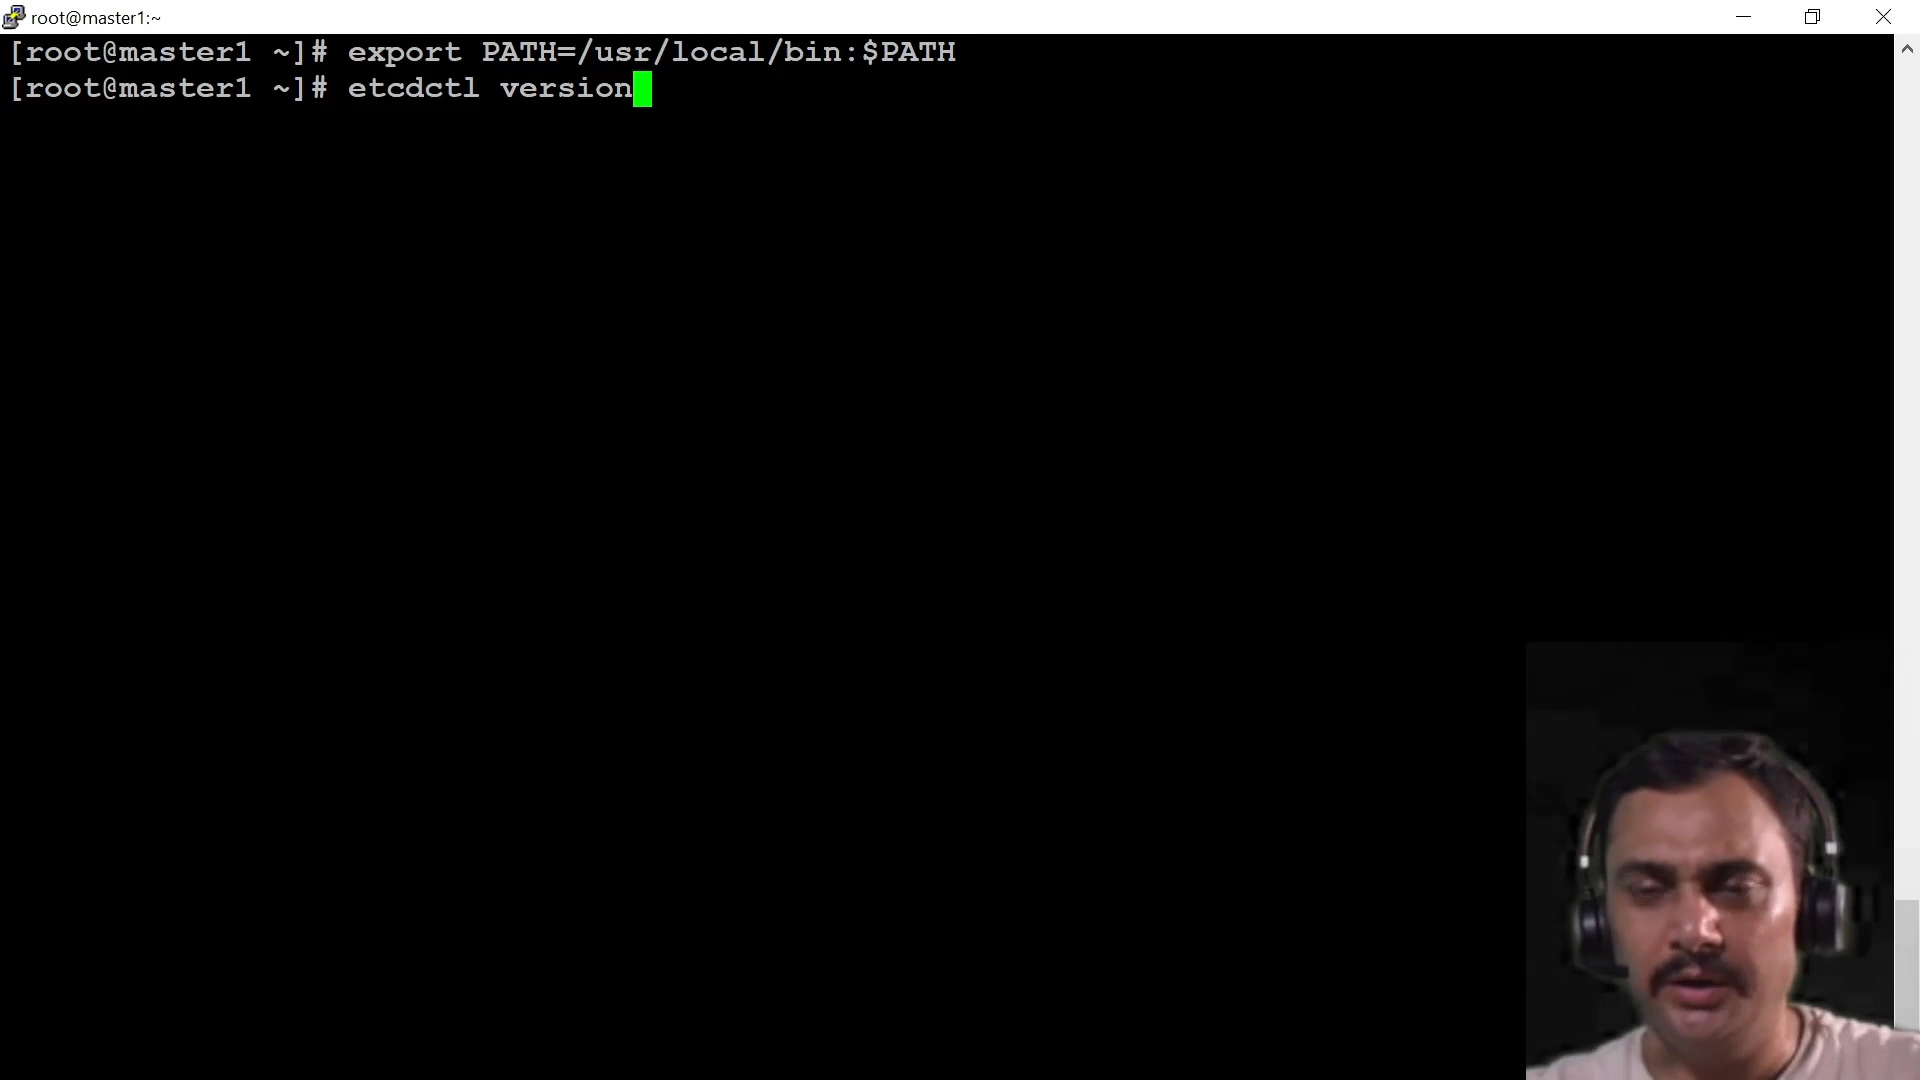 root@master1:~
[root@master1 ~]# export PATH=/usr/local/bin:$PATH
[root@master1 ~]# etcdctl version